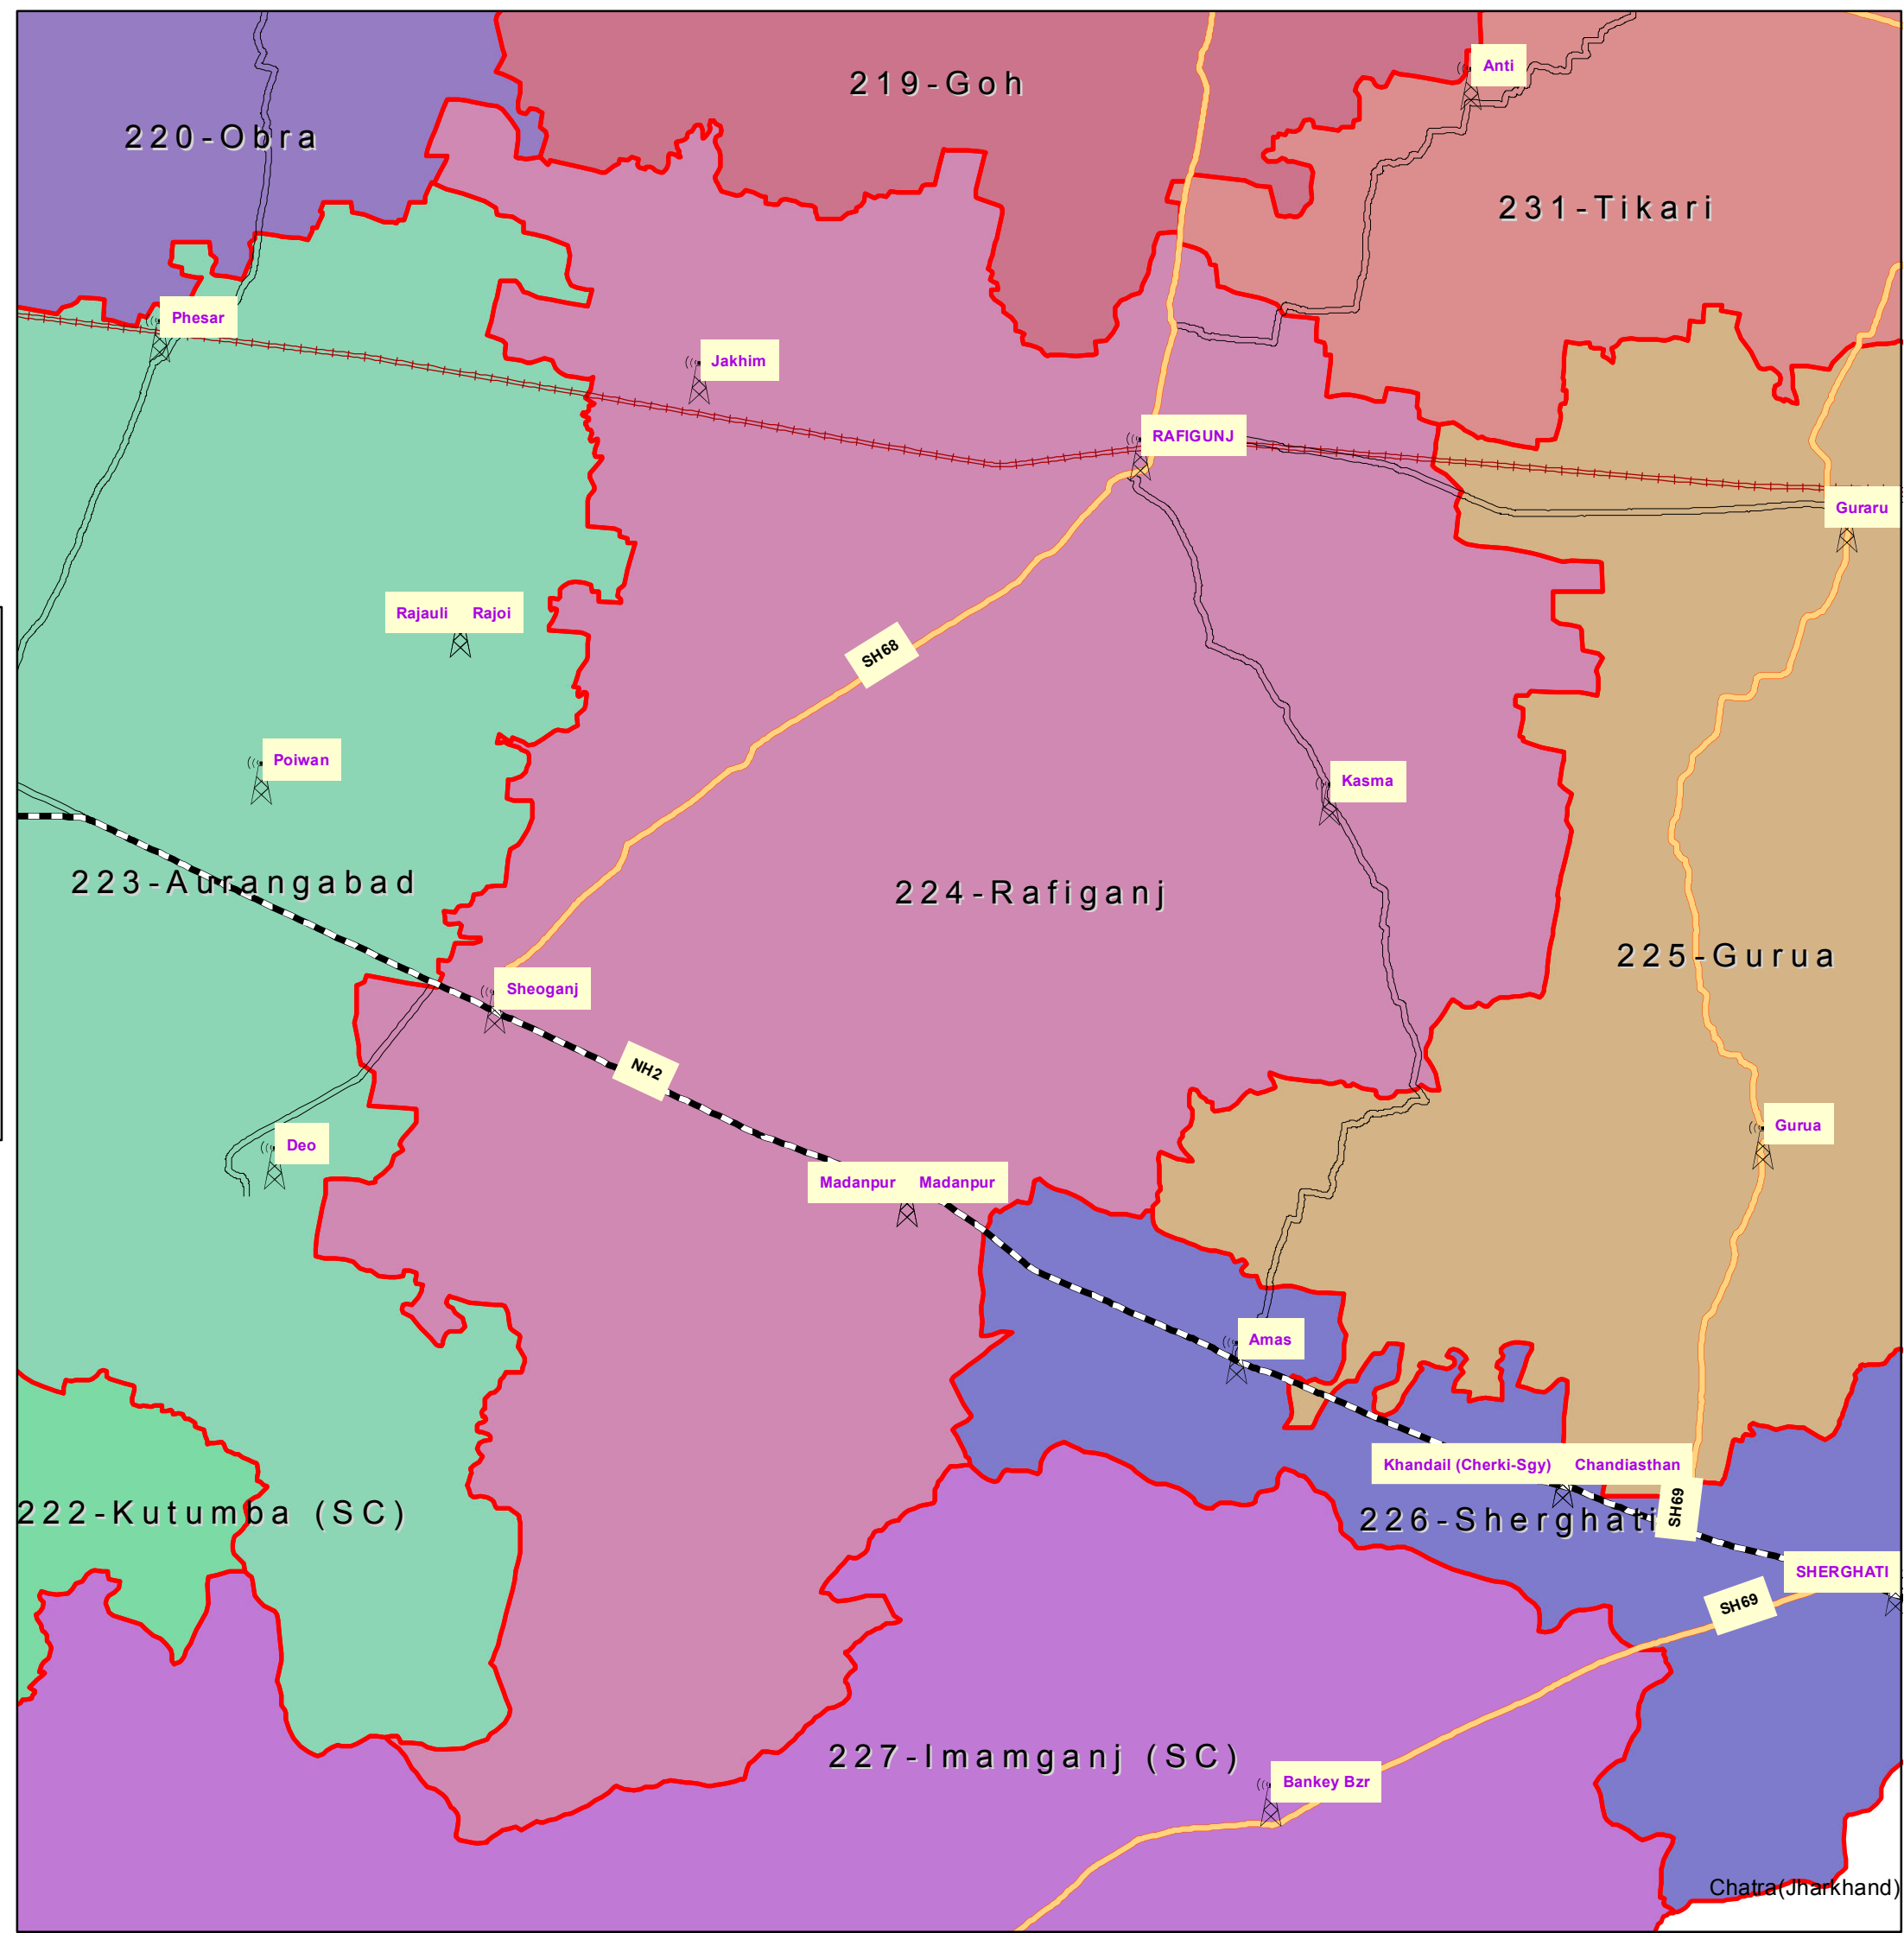 Anti
219-Goh
220-Obra
231-Tikari
Phesar
Jakhim
RAFIGUNJ
Guraru
Rajauli Rajoi
SH68
Poiwan
Kasma
223-Aurangabad
224-Rafiganj
225-Gurua
Sheoganj
NH2
Gurua
Deo
Madanpur Madanpur
Amas
Khandail (Cherki-Sgy) Chandiasthan
SH69
222-Kutumba (SC)
226-Sherghati
SHERGHATI
SH69
227-Imamganj (SC)
Bankey Bzr
Chatra(Jharkhand)